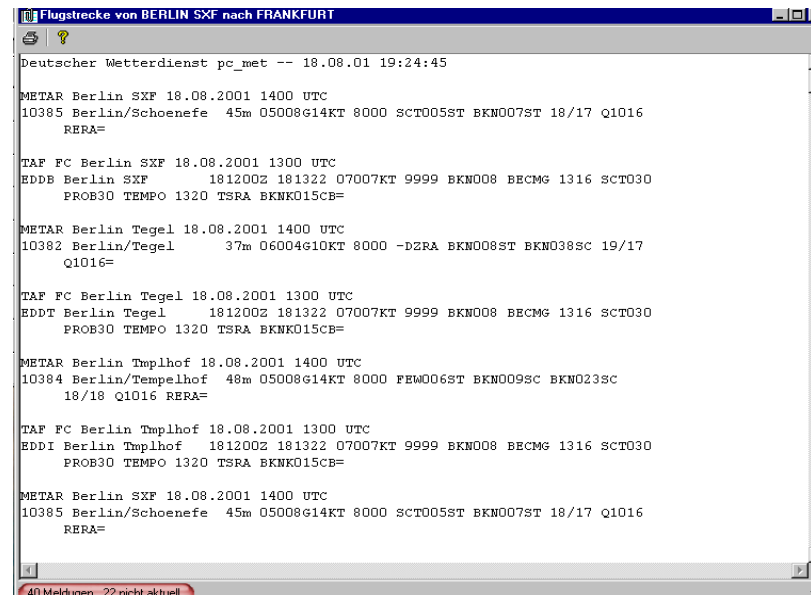 Flugstrecke von BERLIN SXF nach FRANKFURT
Deutscher Wetterdienst pc_met -- 18.08.01 19:24:45
METAR Berlin SXF 18.08.2001 1400 UTC
10385 Berlin/Schoenefe 45m 05008G14KT 8000 SCT005ST BKN007ST 18/17 Q1016
RERA=
TAF FC Berlin SXF 18.08.2001 1300 UTC
EDDB Berlin SXF 181200Z 181322 07007KT 9999 BKN008 BECMG 1316 SCT030
PROB30 TEMPO 1320 TSRA BKNK015CB=
METAR Berlin Tegel 18.08.2001 1400 UTC
10382 Berlin/Tegel 37m 06004G10KT 8000 -DZRA BKN008ST BKN038SC 19/17
Q1016=
TAF FC Berlin Tegel 18.08.2001 1300 UTC
EDDT Berlin Tegel 181200Z 181322 07007KT 9999 BKN008 BECMG 1316 SCT030
PROB30 TEMPO 1320 TSRA BKNK015CB=
METAR Berlin Tmplhof 18.08.2001 1400 UTC
10384 Berlin/Tempelhof 48m 05008G14KT 8000 FEW006ST BKN009SC BKN023SC
18/18 Q1016 RERA=
TAF FC Berlin Tmplhof 18.08.2001 1300 UTC
EDDI Berlin Tmplhof 181200Z 181322 07007KT 9999 BKN008 BECMG 1316 SCT030
PROB30 TEMPO 1320 TSRA BKNK015CB=
METAR Berlin SXF 18.08.2001 1400 UTC
10385 Berlin/Schoenefe 45m 05008G14KT 8000 SCT005ST BKN007ST 18/17 Q1016
RERA=
40 Meldugen 22 nicht aktuell